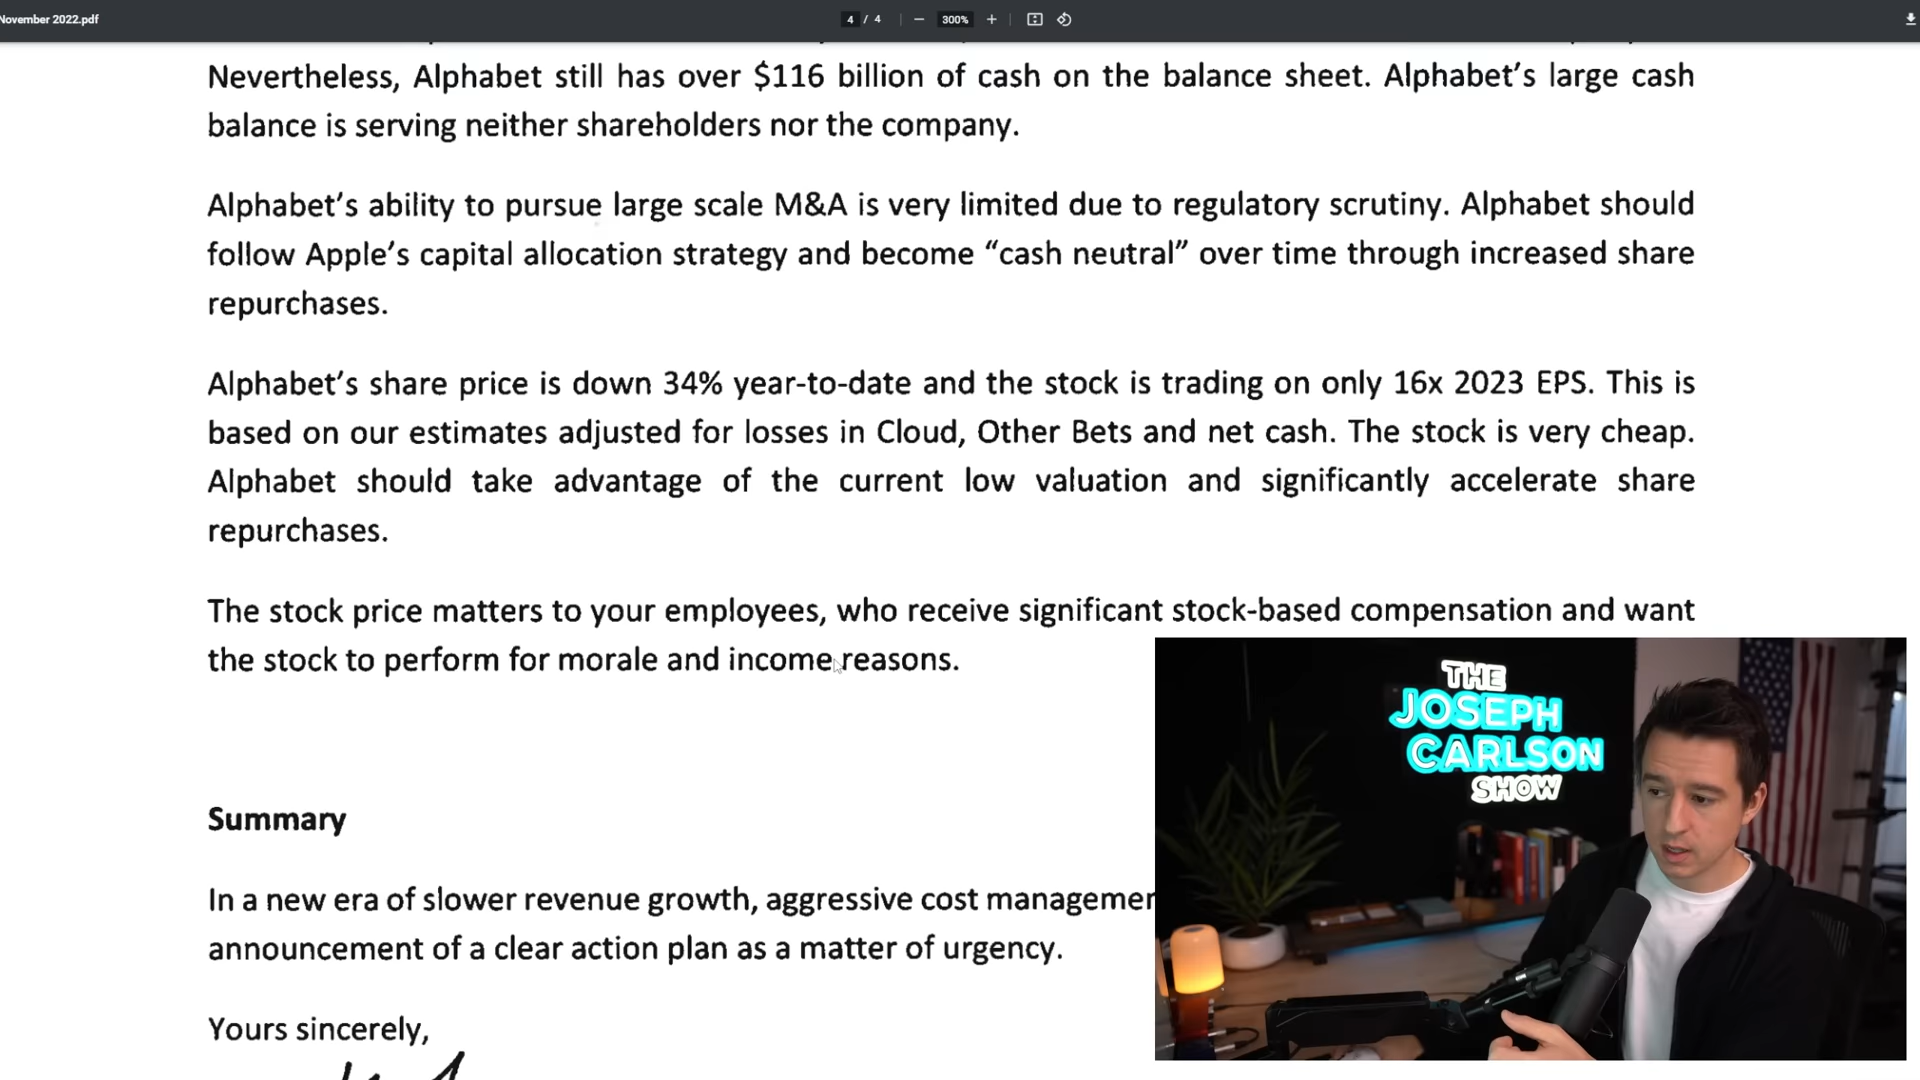 November 2022.pdf
4 / 4
300%
Nevertheless, Alphabet still has over $116 billion of cash on the balance sheet. Alphabet’s large cash
balance is serving neither shareholders nor the company.
Alphabet’s ability to pursue large scale M&A is very limited due to regulatory scrutiny. Alphabet should
follow Apple’s capital allocation strategy and become “cash neutral” over time through increased share
repurchases.
Alphabet’s share price is down 34% year-to-date and the stock is trading on only 16x 2023 EPS. This is
based on our estimates adjusted for losses in Cloud, Other Bets and net cash. The stock is very cheap.
Alphabet should take advantage of the current low valuation and significantly accelerate share
repurchases.
The stock price matters to your employees, who receive significant stock-based compensation and want
the stock to perform for morale and income reasons.
THE
JOSEPH
CARLSON
SHOW
Summary
In a new era of slower revenue growth, aggressive cost
announcement of a clear action plan as a matter of urgency.
Yours sincerely,